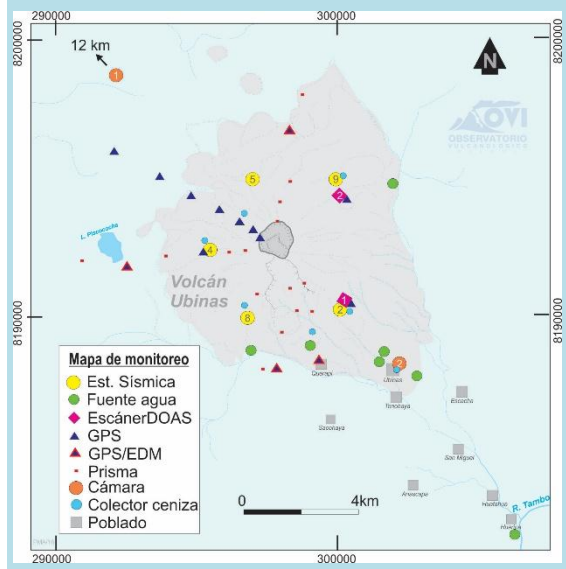 290000
300000
8200000
8200000
12 km
1
N
OVI
OBSERVATORIO
VULCANOLÓGICO
5
9
2
L. Piscococha
4
Volcán
Ubinas
8190000
8190000
1
2
8
2
Querapi
Ubinas
Tonohaya
Escacha
Sacohaya
San Miguel
Anascapa
Huatahua
Huarina
R. Tambo
Mapa de monitoreo
Est. Sísmica
Fuente agua
EscánerDOAS
GPS
GPS/EDM
Prisma
Cámara
Colector ceniza
Poblado
0
4km
290000
300000